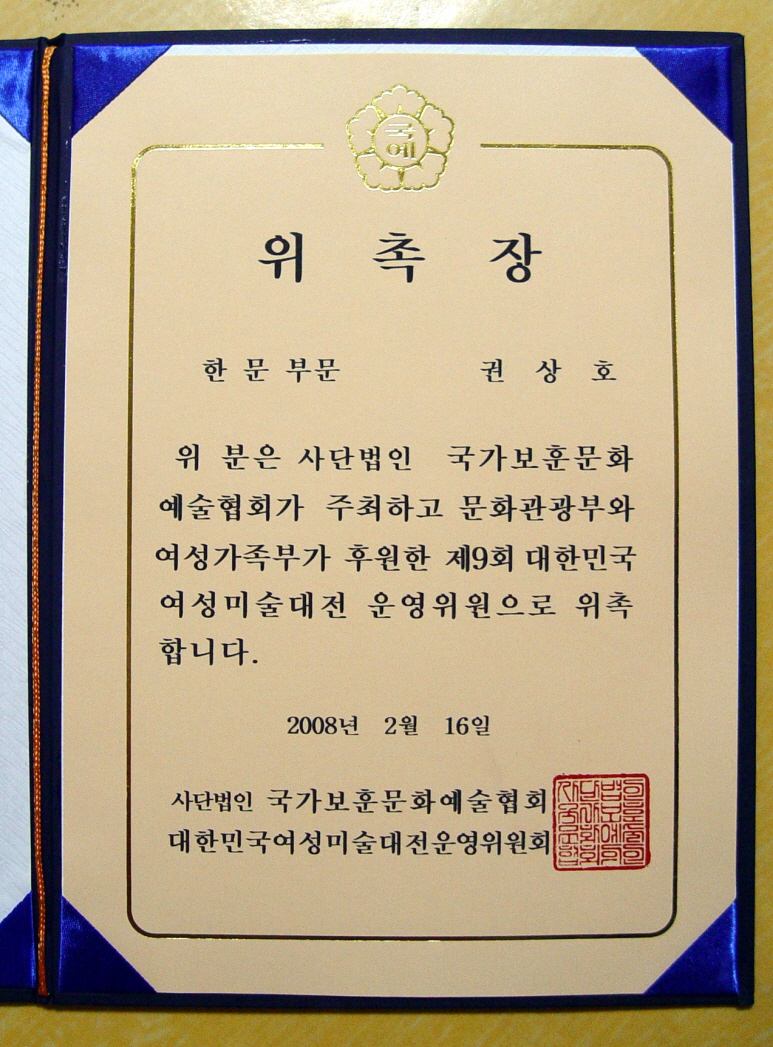 국
예
위 촉 장
한 문 부문 권 상 호
위 분은 사단법인 국가보훈문화
예술협회가 주최하고 문화관광부와
여성가족부가 후원한 제9회 대한민국
여성미술대전 운영위원으로 위촉
합니다.
2008년 2월 16일
사단법인 국가보훈문화예술협회
대한민국여성미술대전운영위원회